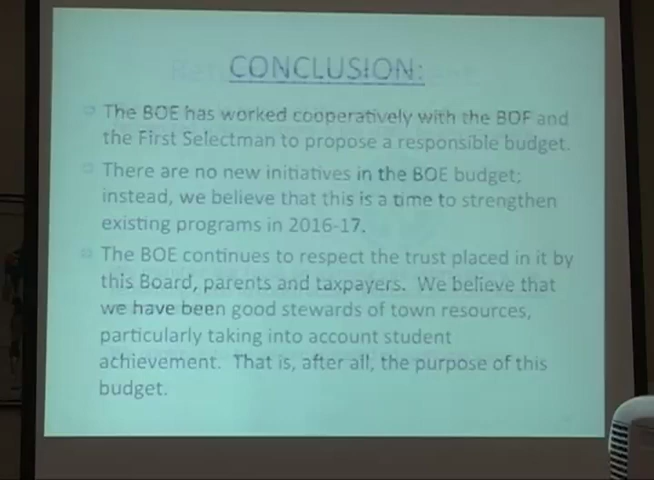 CONCLUSION:
The BOE has worked cooperatively with the BOF and
the First Selectman to propose a responsible budget.
There are no new initiatives in the BOE budget;
instead, we believe that this is a time to strengthen
existing programs in 2016-17.
The BOE continues to respect the trust placed in it by
this Board, parents and taxpayers. We believe that
we have been good stewards of town resources,
particularly taking into account student
achievement. That is, after all, the purpose of this
budget.